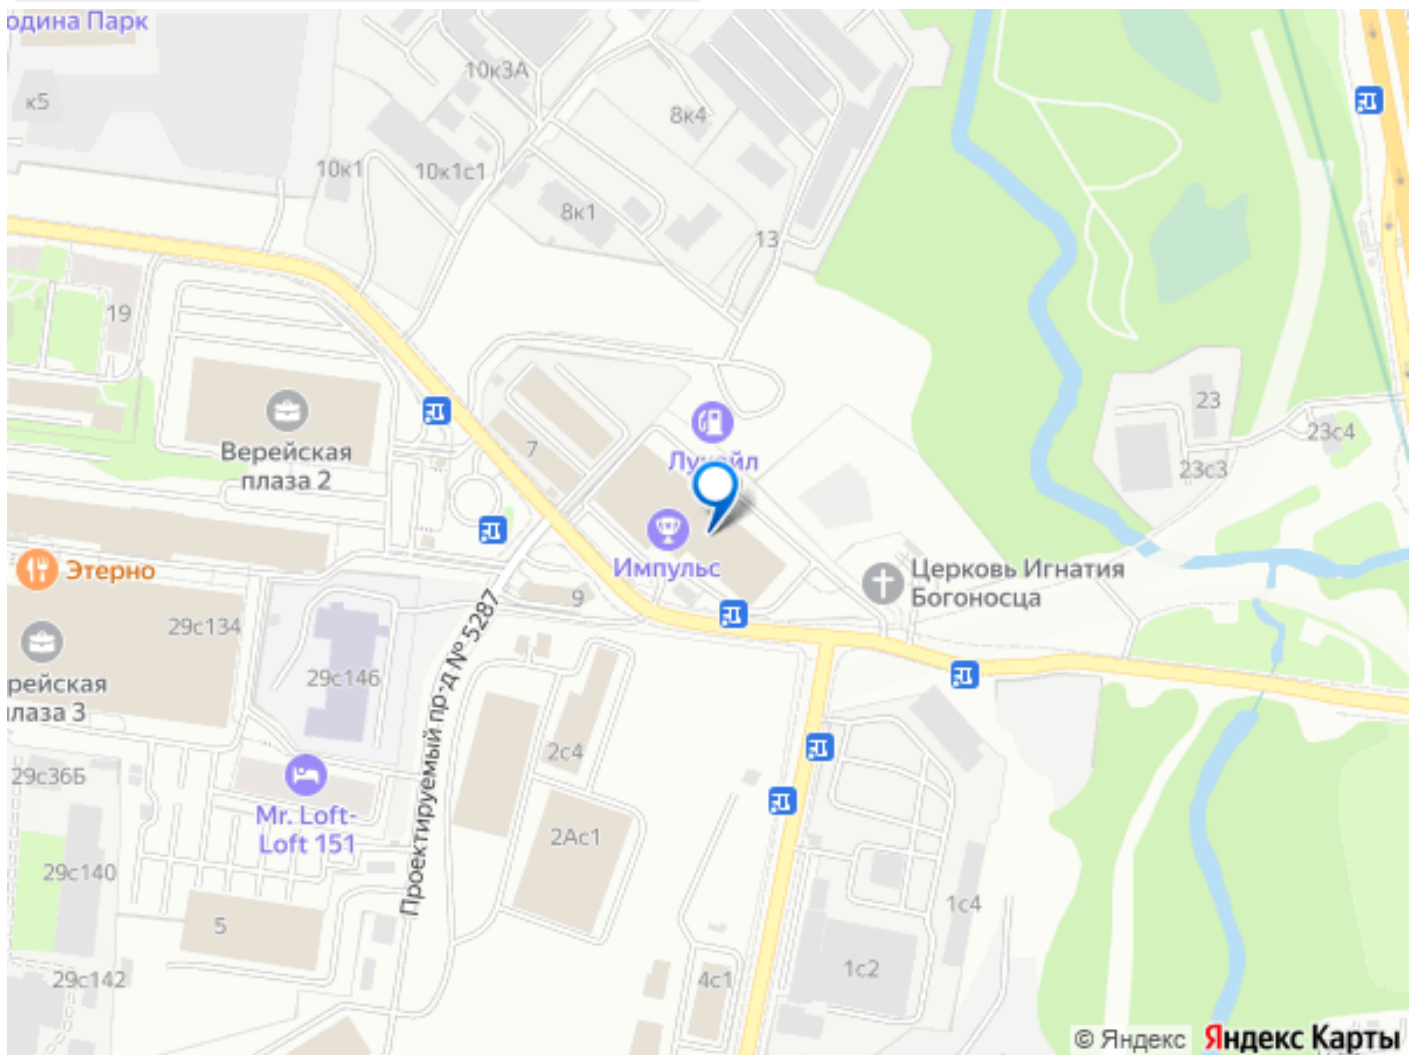 одина Парк
10к3А
к5
8к4
10к1
10к1с1
8к1
13
19
23
23с4
7
Верейская
плаза 2
23с3
Импульс
Церковь Игнатия
Богоносца
Этерно
9
29с134
29с146
рейская
лаза 3
Проектируемый пр-д № 5287
2с4
29с36Б
Mr. Loft-
Loft 151
2Ас1
29с140
1с4
5
1с2
29с142
4с1
© Яндекс Яндекс Карты